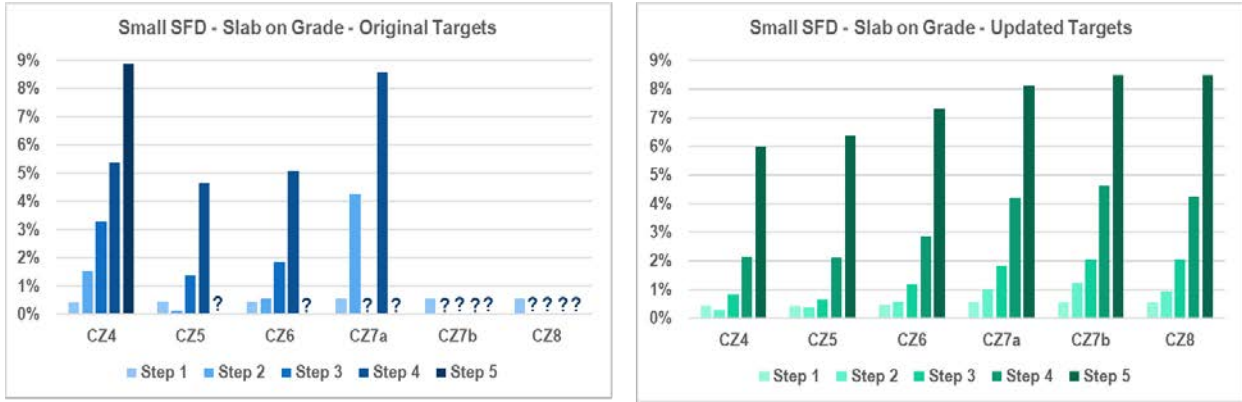 Small SFD - Slab on Grade - Original Targets
9%
8%
7%
6%
5%
4%
3%
2%
1%
0%
? ? ? ? ? ? ? ? ? ? ? ?
CZ4 CZ5 CZ6 CZ7a CZ7b CZ8
Step 1 Step 2 Step 3 Step 4 Step 5
Small SFD - Slab on Grade - Updated Targets
9%
8%
7%
6%
5%
4%
3%
2%
1%
0%
CZ4 CZ5 CZ6 CZ7a CZ7b CZ8
Step 1 Step 2 Step 3 Step 4 Step 5